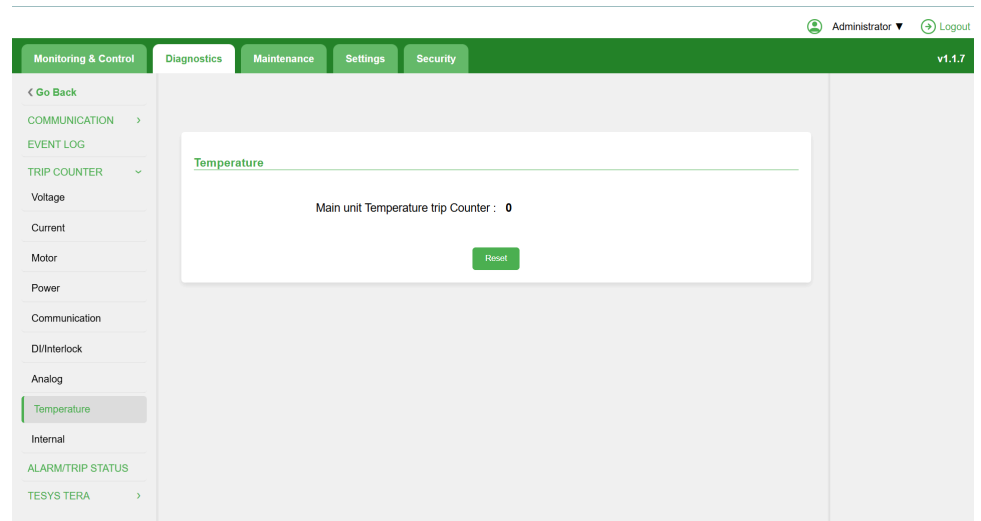 Administrator ▼ Logout
Monitoring & Control Diagnostics Maintenance Settings Security v1.1.7
Go Back
COMMUNICATION
EVENT LOG
TRIP COUNTER
Voltage
Current
Motor
Power
Communication
DI/Interlock
Analog
Temperature
Internal
ALARM/TRIP STATUS
TESYS TERA
Temperature
Main unit Temperature trip Counter : 0
Reset